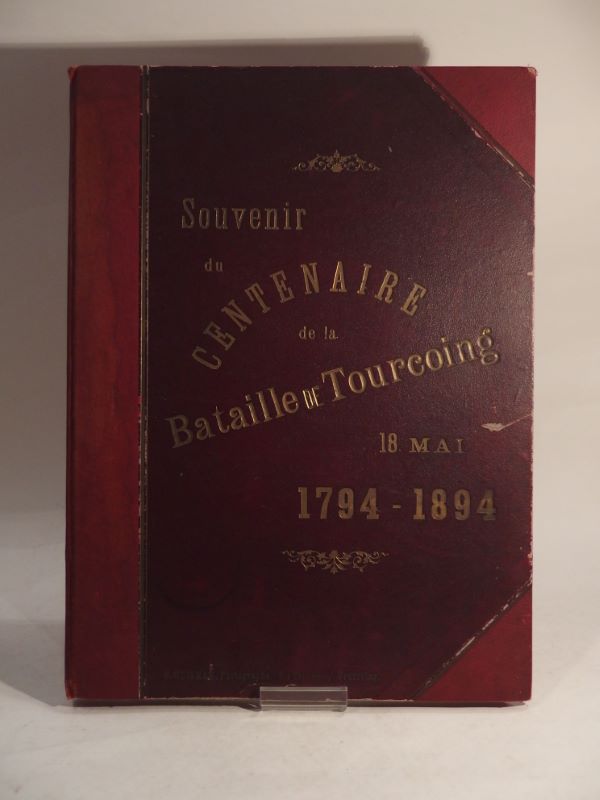 Souvenir
du
CENTENAIRE
de la
Bataille DE Tourcoing
18 MAI
1794 - 1894